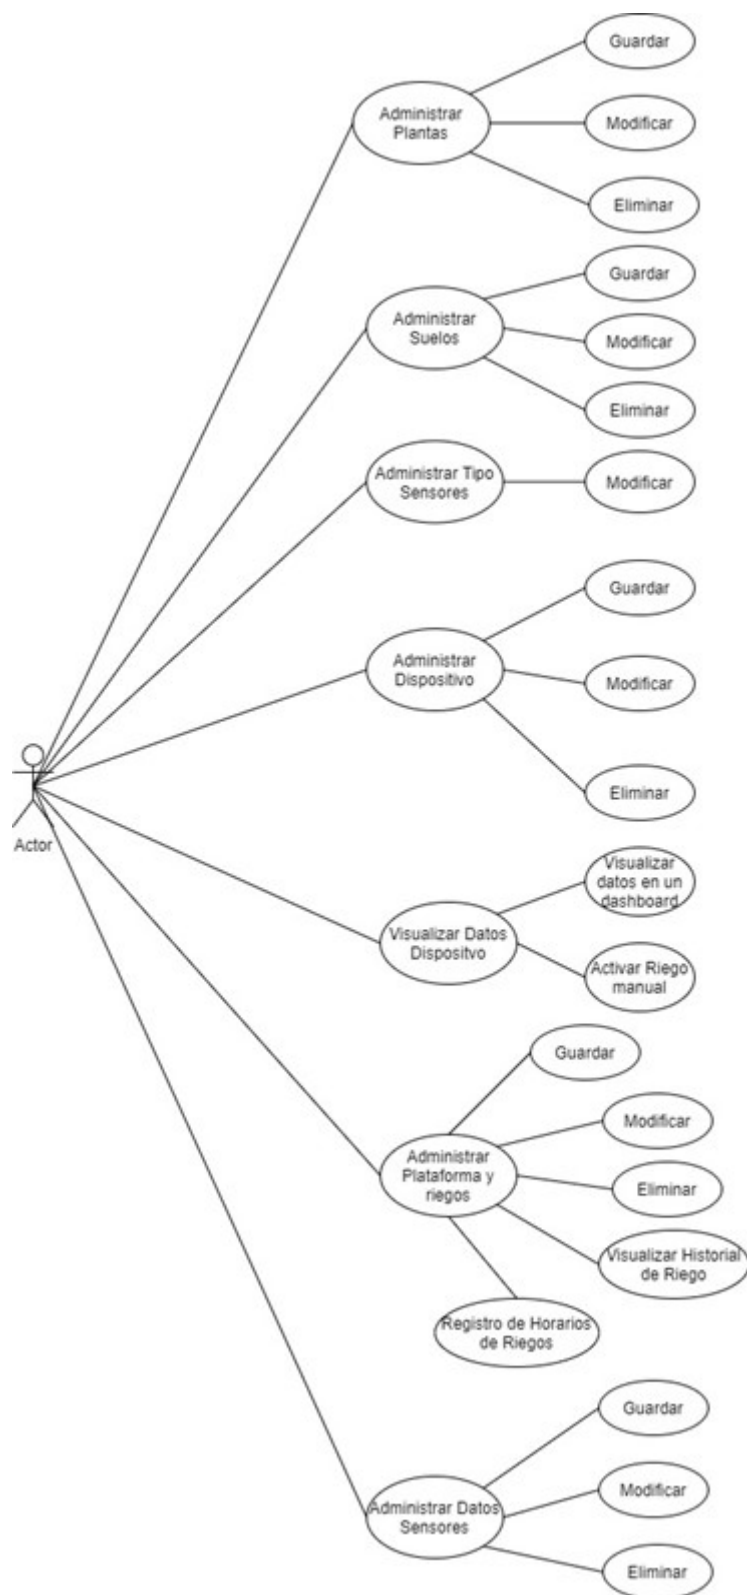 Guardar
Administrar
Plantas
Modificar
Eliminar
Guardar
Administrar
Suelos
Modificar
Eliminar
Administrar Tipo
Sensores
Modificar
Guardar
Administrar
Dispositivo
Modificar
Eliminar
Actor
Visualizar
datos en un
dashboard
Visualizar Datos
Dispositvo
Activar Riego
manual
Guardar
Modificar
Administrar
Plataforma y
riegos
Eliminar
Visualizar Historial
de Riego
Registro de Horarios
de Riegos
Guardar
Modificar
Administrar Datos
Sensores
Eliminar